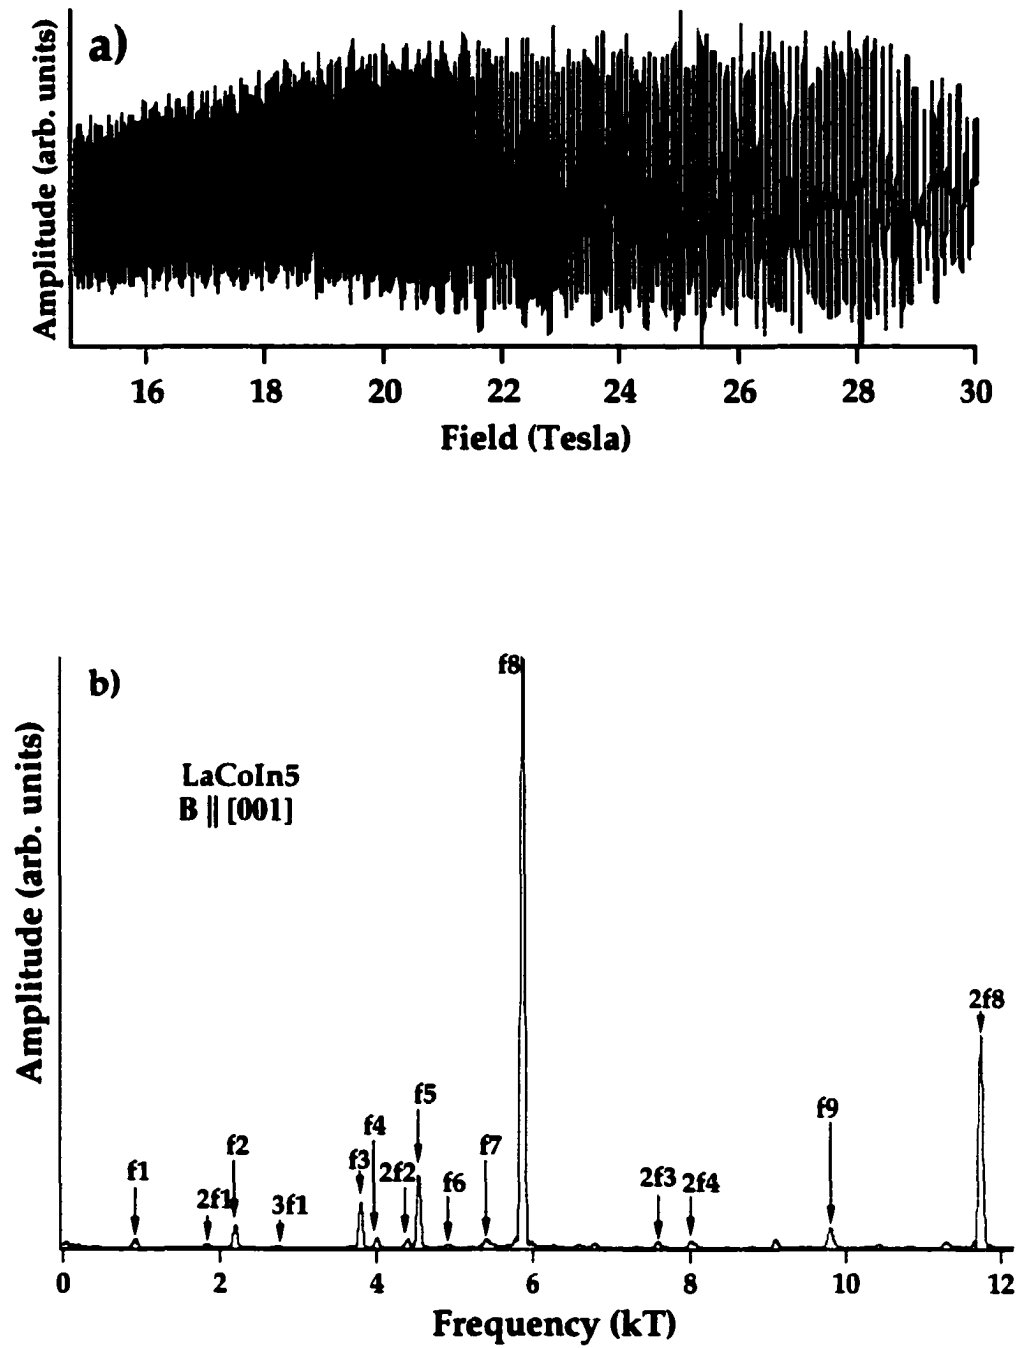 a)
Amplitude (arb. units)
16 18 20 22 24 26 28 30
Field (Tesla)
b)
f8
LaCoIn5
B || [001]
Amplitude (arb. units)
2f8
f9
f5
f4
f2
f7
f3
f1
2f2
f6
2f3 2f4
2f1
3f1
0 2 4 6 8 10 12
Frequency (kT)